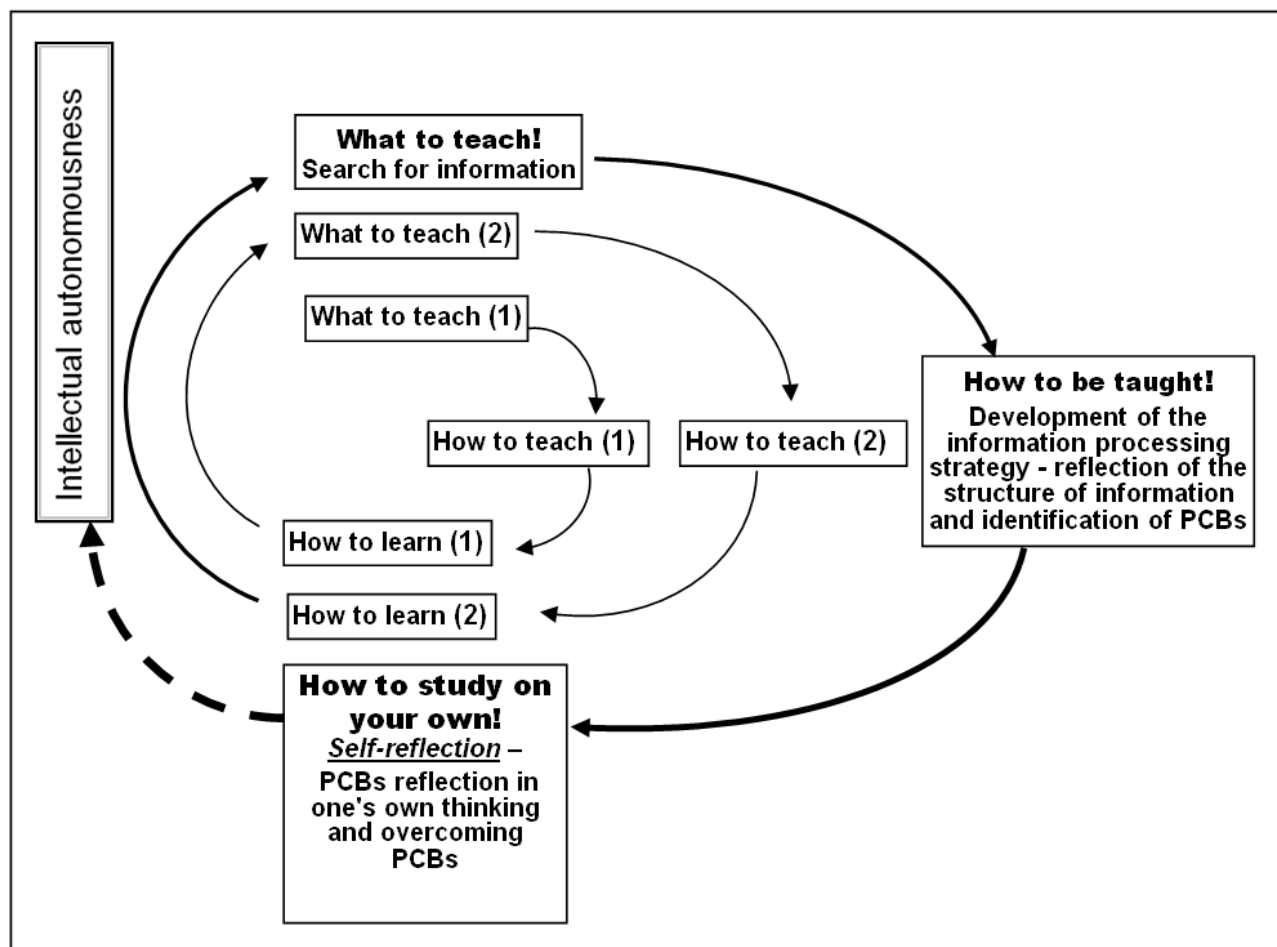 Intellectual autonomousness
What to teach!
Search for information
What to teach (2)
What to teach (1)
How to teach (1)
How to teach (2)
How to be taught!
Development of the
information processing
strategy - reflection of the
structure of information
and identification of PCBs
How to learn (1)
How to learn (2)
How to study on
your own!
Self-reflection –
PCBs reflection in
one's own thinking
and overcoming
PCBs